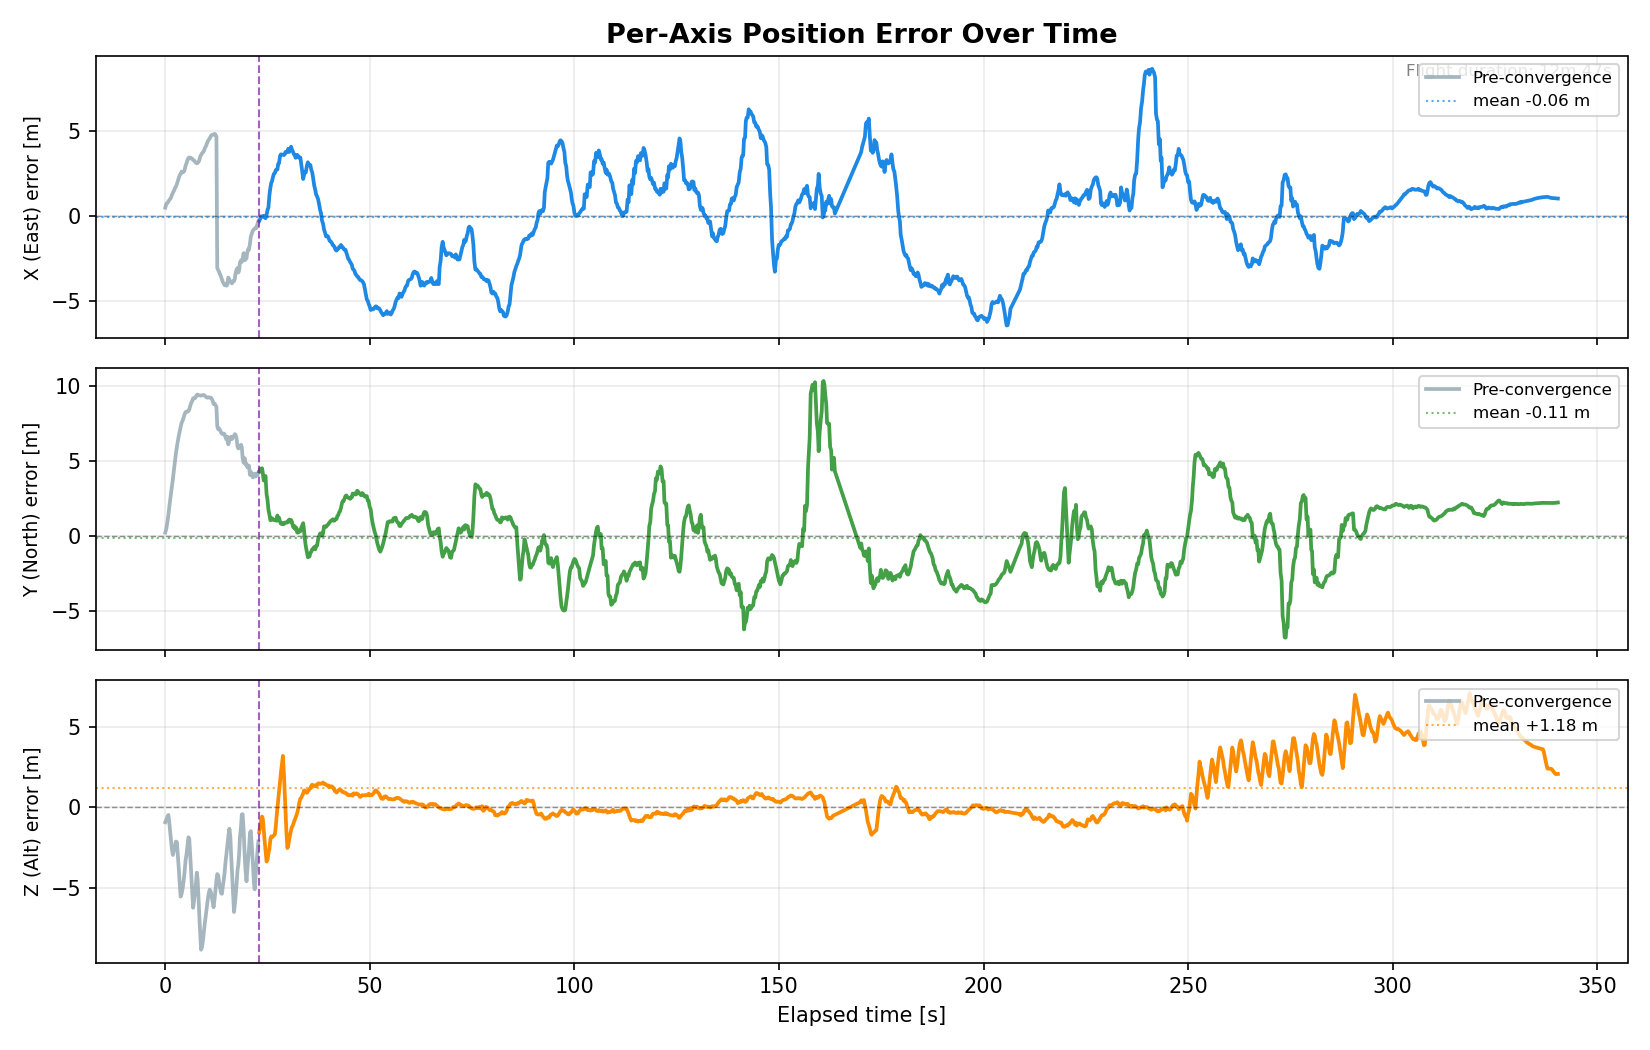 Per-Axis Position Error Over Time
X (East) error [m]
5
0
−5
Pre-convergence
mean -0.06 m
Y (North) error [m]
10
5
0
−5
Pre-convergence
mean -0.11 m
Z (Alt) error [m]
5
0
−5
Pre-convergence
mean +1.18 m
0 50 100 150 200 250 300 350
Elapsed time [s]